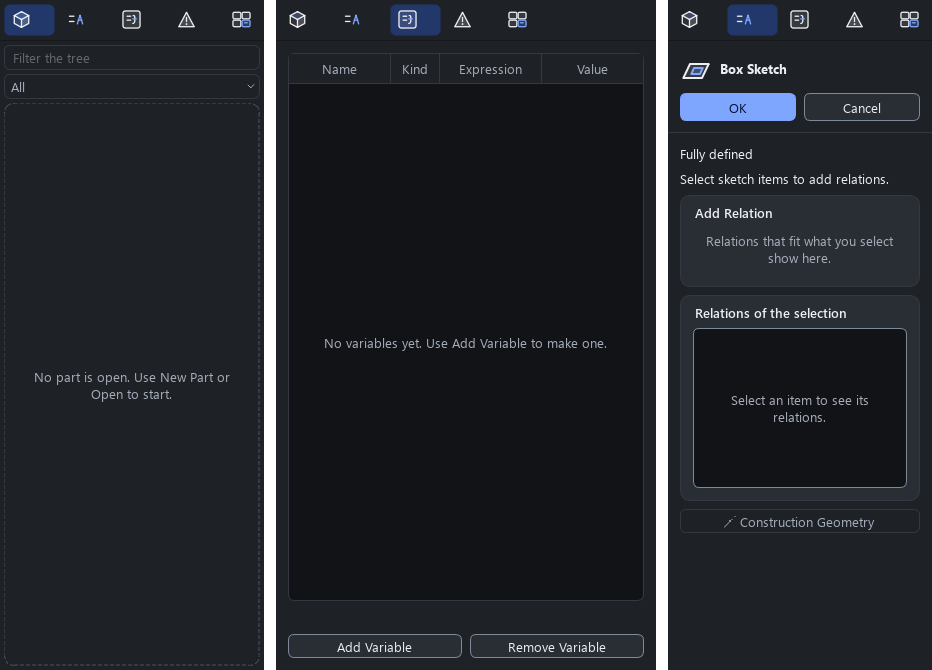 Filter the tree
All
No part is open. Use New Part or
Open to start.
Name Kind Expression Value
No variables yet. Use Add Variable to make one.
Add Variable Remove Variable
Box Sketch
OK Cancel
Fully defined
Select sketch items to add relations.
Add Relation
Relations that fit what you select
show here.
Relations of the selection
Select an item to see its
relations.
Construction Geometry